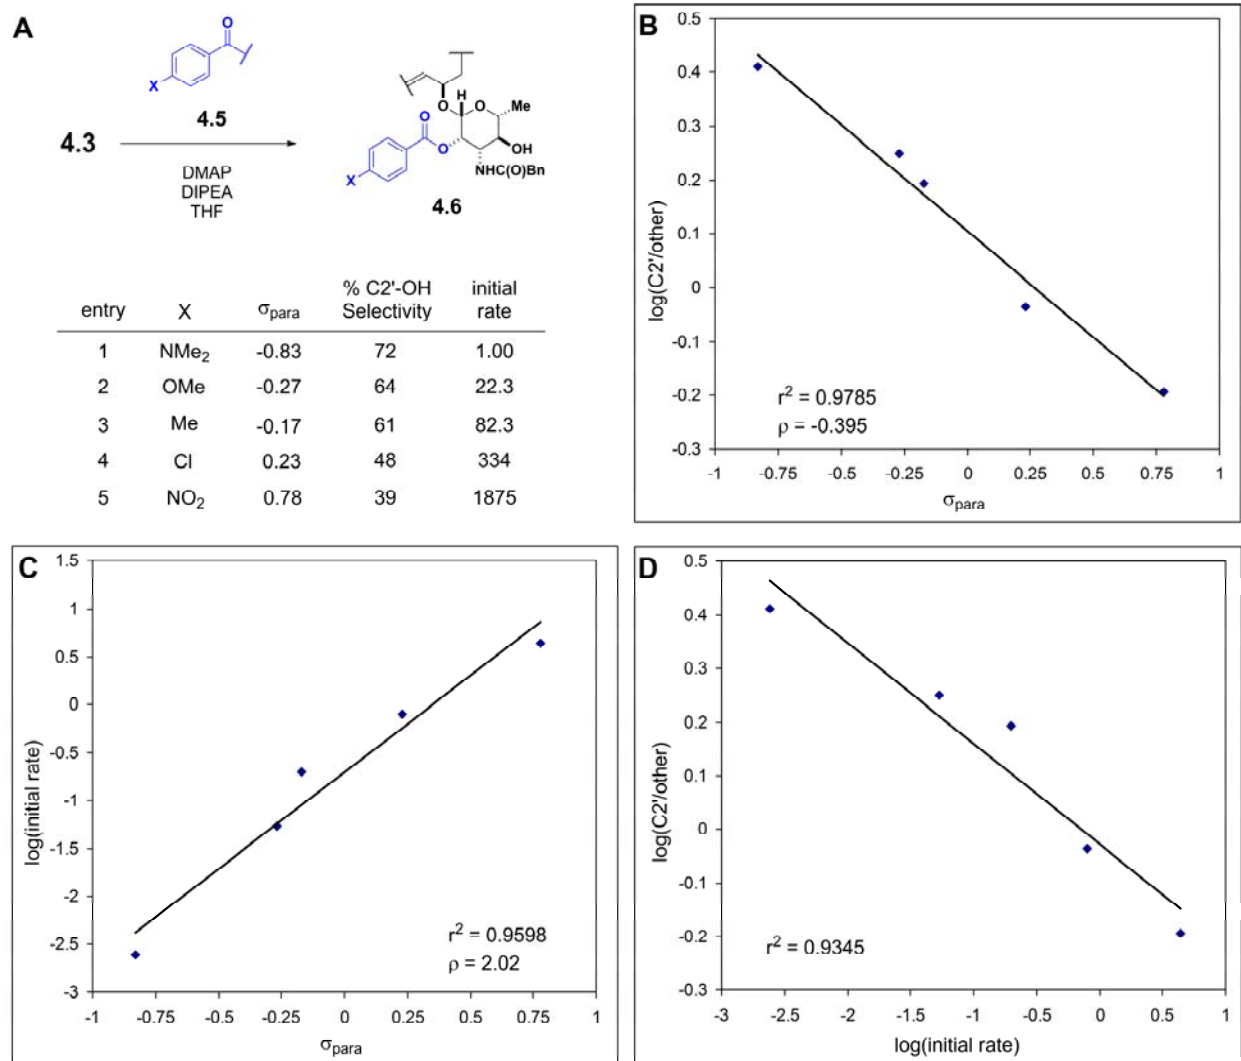 A
O
X
4.5
4.3
DMAP
DIPEA
THF
H
O
O
Me
O
O
OH
X
NHC(O)Bn
4.6
entry X σpara % C2'-OH Selectivity initial rate
1 NMe2 -0.83 72 1.00
2 OMe -0.27 64 22.3
3 Me -0.17 61 82.3
4 Cl 0.23 48 334
5 NO2 0.78 39 1875
B
0.5
0.4
0.3
0.2
0.1
0
-0.1
-0.2
-0.3
log(C2'/other)
r2 = 0.9785
ρ = -0.395
-1 -0.75 -0.5 -0.25 0 0.25 0.5 0.75 1
σpara
C
1.5
1
0.5
0
-0.5
-1
-1.5
-2
-2.5
-3
log(initial rate)
r2 = 0.9598
ρ = 2.02
-1 -0.75 -0.5 -0.25 0 0.25 0.5 0.75 1
σpara
D
0.5
0.4
0.3
0.2
0.1
0
-0.1
-0.2
-0.3
log(C2'/other)
r2 = 0.9345
-3 -2.5 -2 -1.5 -1 -0.5 0 0.5 1
log(initial rate)